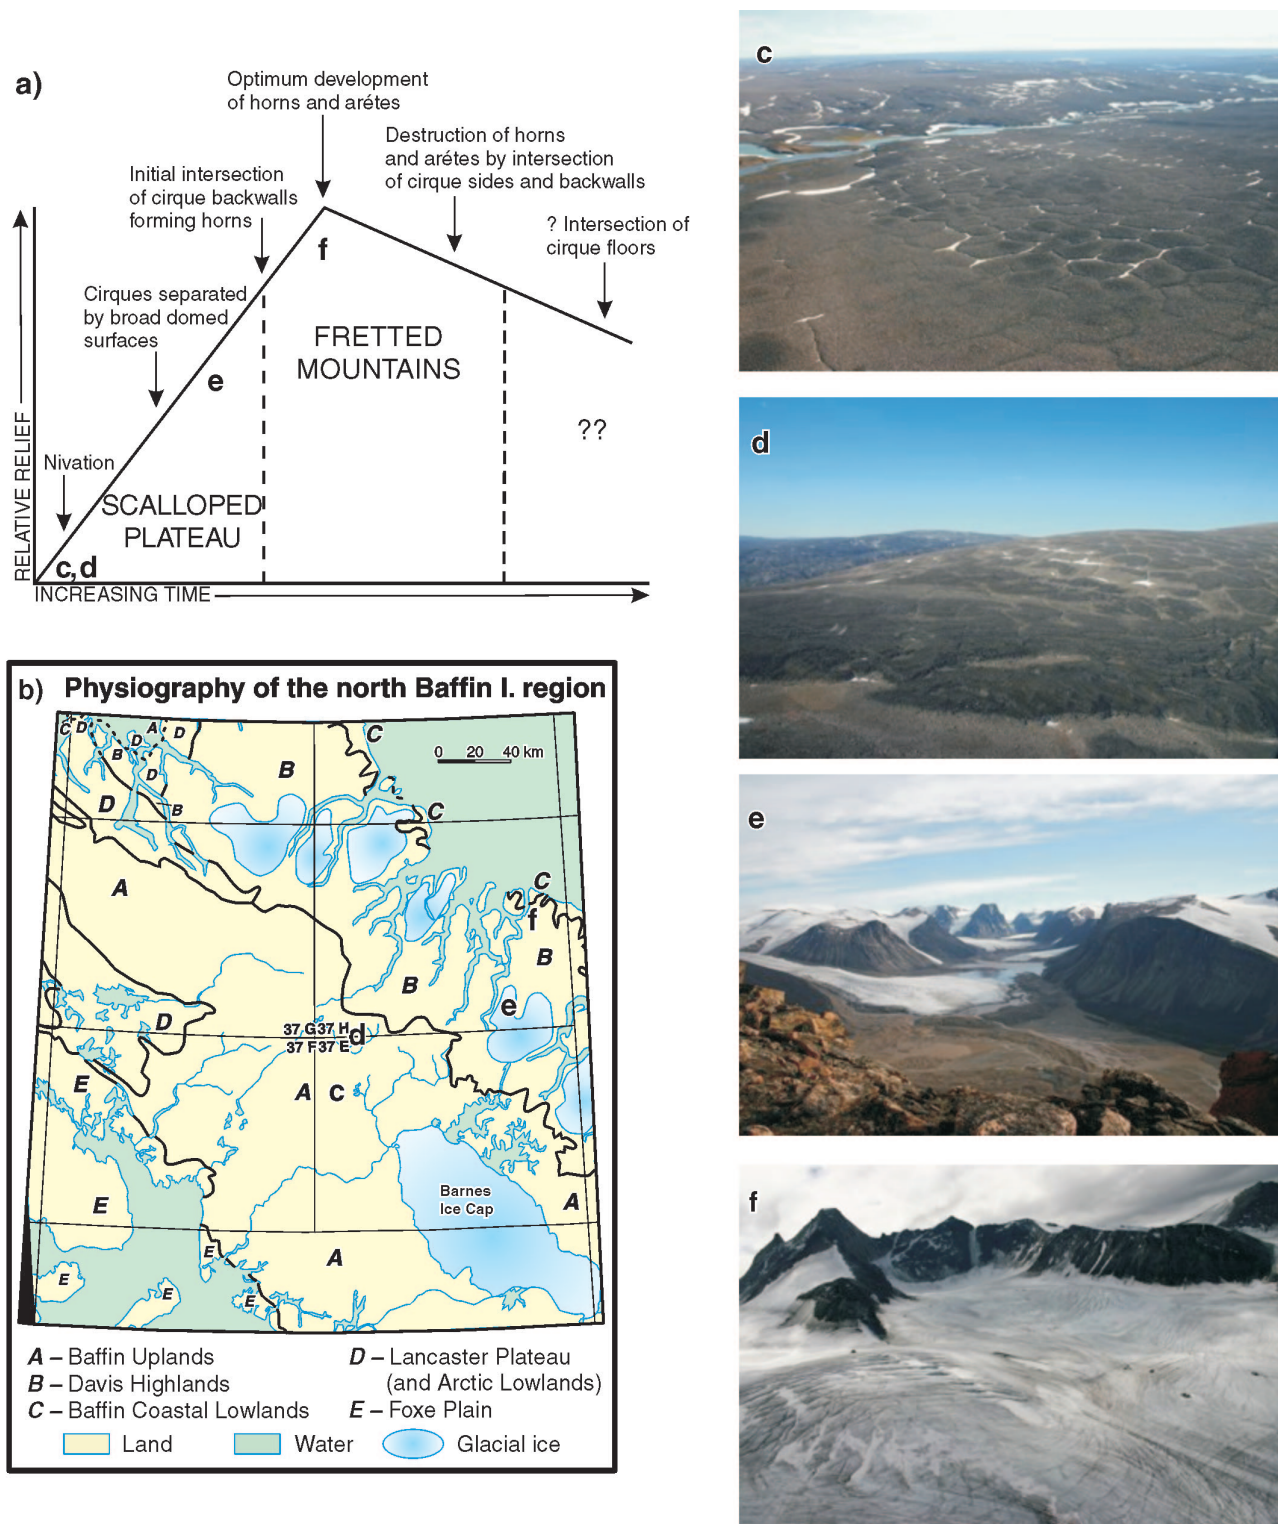 a)
Optimum development
of horns and arétes
Destruction of horns
and arétes by intersection
of cirque sides and backwalls
Initial intersection
of cirque backwalls
forming horns
? Intersection of
cirque floors
f
Cirques separated
by broad domed
surfaces
FRETTED
MOUNTAINS
e
??
Nivation
SCALLOPED
PLATEAU
c, d
RELATIVE RELIEF
INCREASING TIME
b) Physiography of the north Baffin I. region
C
D
A
D
D
B
D
B
D
B
C
0 20 40 km
C
A
C
f
B
B
e
D
37 G
37 H
d
37 F
37 E
E
A
C
E
Barnes
Ice Cap
A
E
A
E
E
E
A – Baffin Uplands
B – Davis Highlands
C – Baffin Coastal Lowlands
D – Lancaster Plateau
(and Arctic Lowlands)
E – Foxe Plain
Land
Water
Glacial ice
c
d
e
f